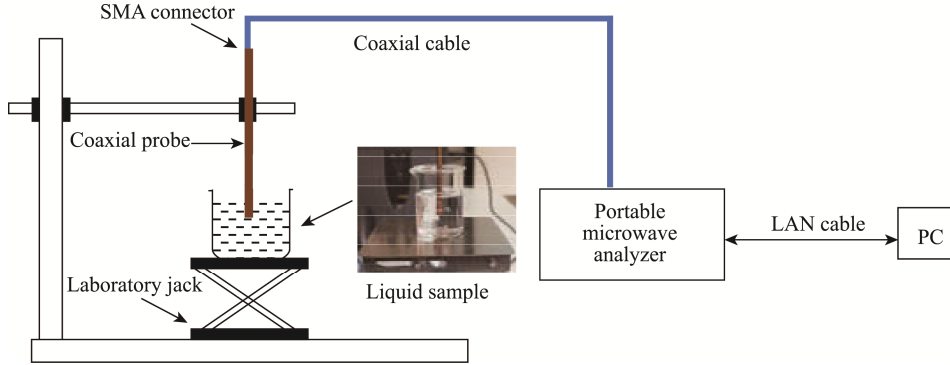 SMA connector
Coaxial cable
Coaxial probe
Portable
microwave
analyzer
LAN cable
PC
Laboratory jack
Liquid sample